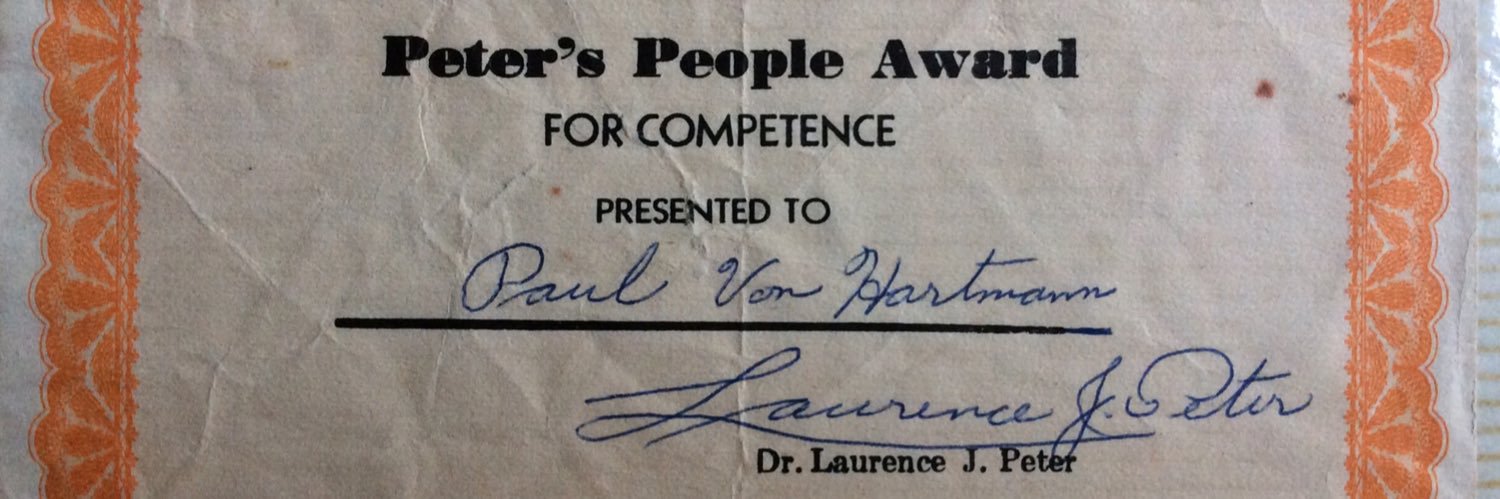 Peter's People Award
FOR COMPETENCE
PRESENTED TO
Paul Von Hartmann
Laurence J. Peter
Dr. Laurence J. Peter